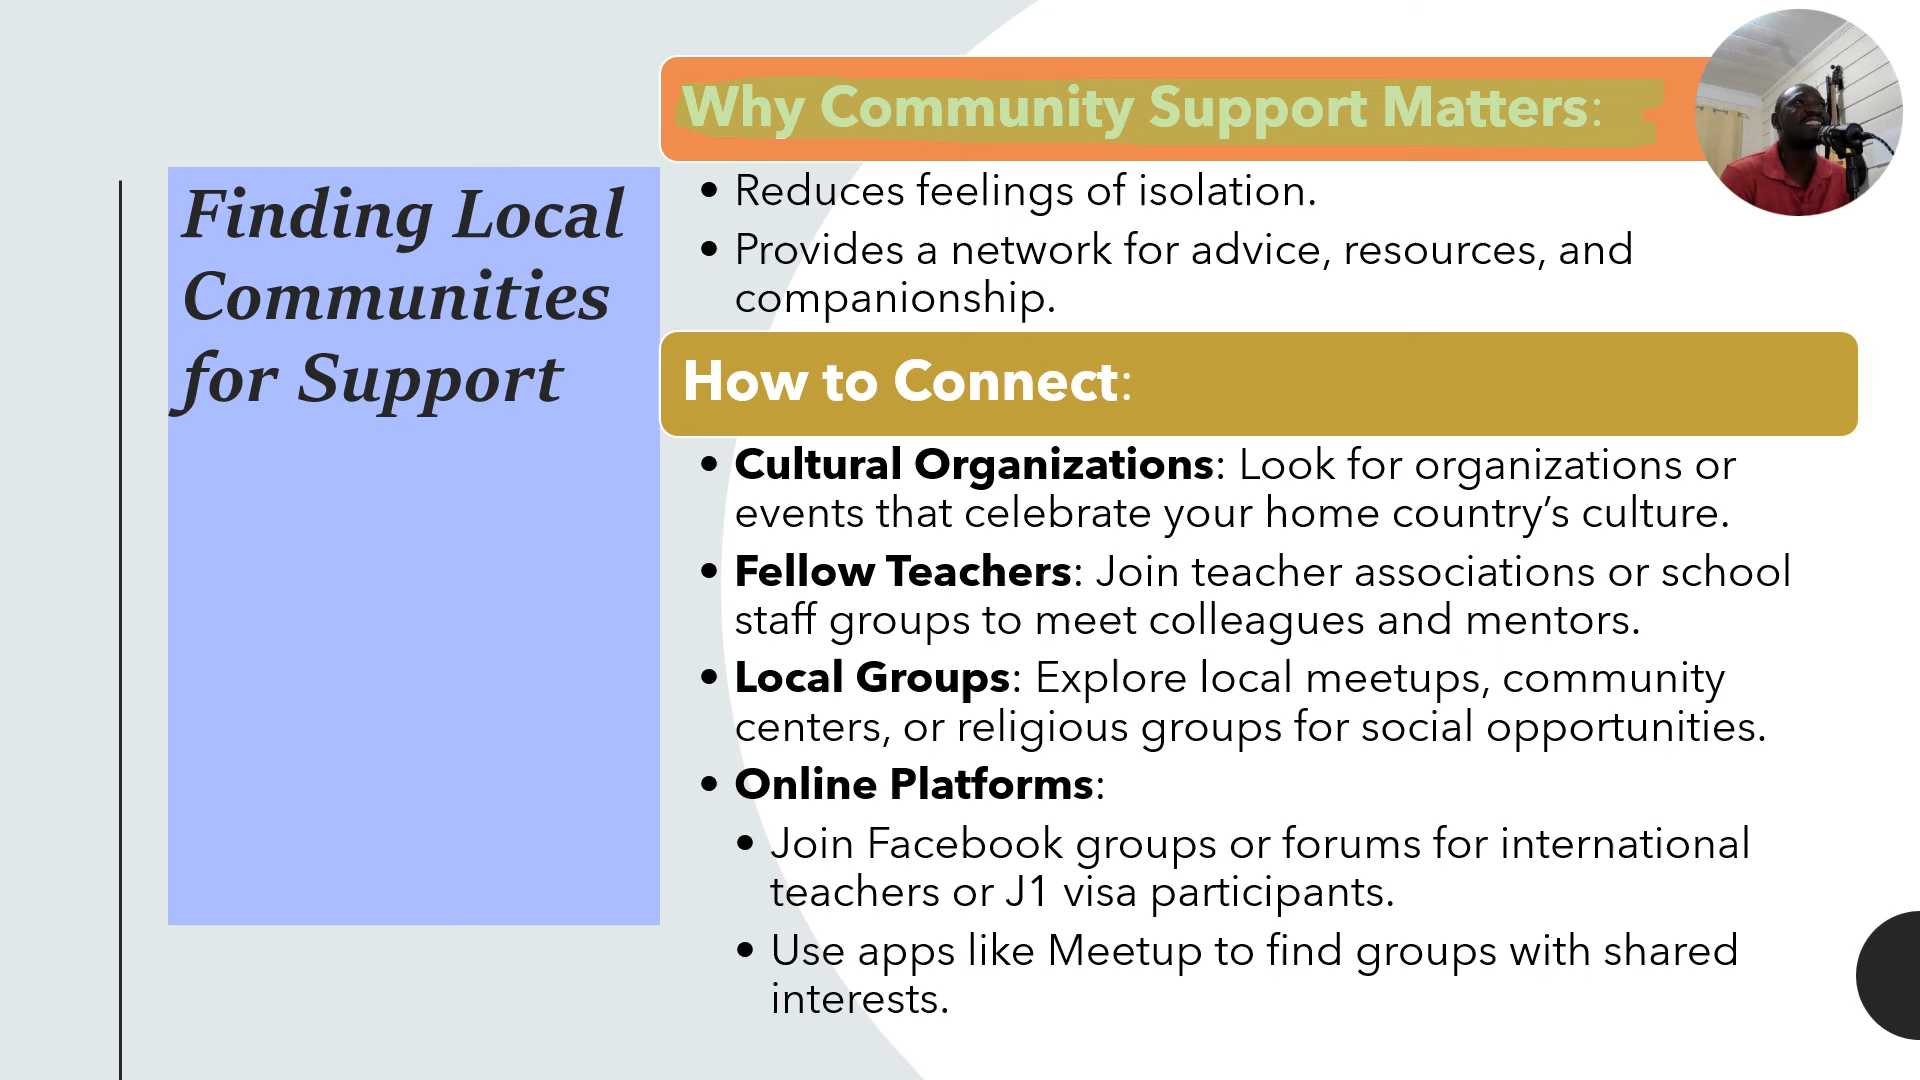 Finding Local
Communities
for Support
Why Community Support Matters:
• Reduces feelings of isolation.
• Provides a network for advice, resources, and
companionship.
How to Connect:
• Cultural Organizations: Look for organizations or
events that celebrate your home country’s culture.
• Fellow Teachers: Join teacher associations or school
staff groups to meet colleagues and mentors.
• Local Groups: Explore local meetups, community
centers, or religious groups for social opportunities.
• Online Platforms:
• Join Facebook groups or forums for international
teachers or J1 visa participants.
• Use apps like Meetup to find groups with shared
interests.